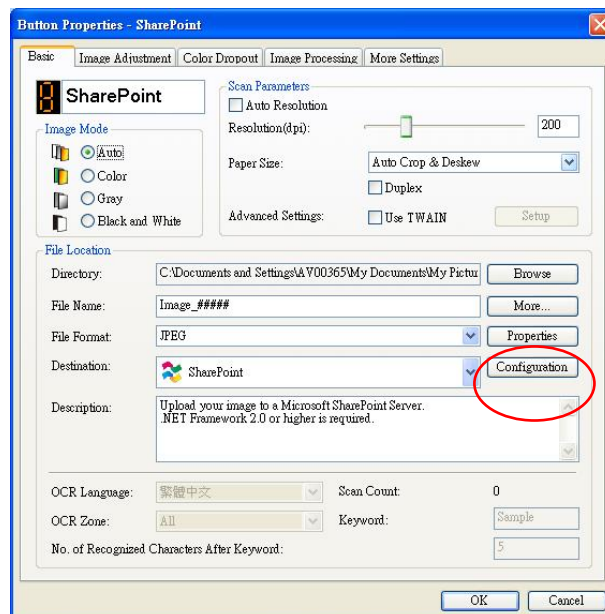 Button Properties - SharePoint
Basic Image Adjustment Color Dropout Image Processing More Settings
SharePoint
Image Mode
Auto
Color
Gray
Black and White
Scan Parameters
Auto Resolution
Resolution(dpi): 200
Paper Size: Auto Crop & Deskew
Duplex
Advanced Settings: Use TWAIN Setup
File Location
Directory: C:\Documents and Settings\AV00365\My Documents\My Pictur Browse
File Name: Image_##### More...
File Format: JPEG Properties
Destination: SharePoint Configuration
Description: Upload your image to a Microsoft SharePoint Server.
.NET Framework 2.0 or higher is required.
OCR Language: 繁體中文 Scan Count: 0
OCR Zone: All Keyword: Sample
No. of Recognized Characters After Keyword: 5
OK Cancel